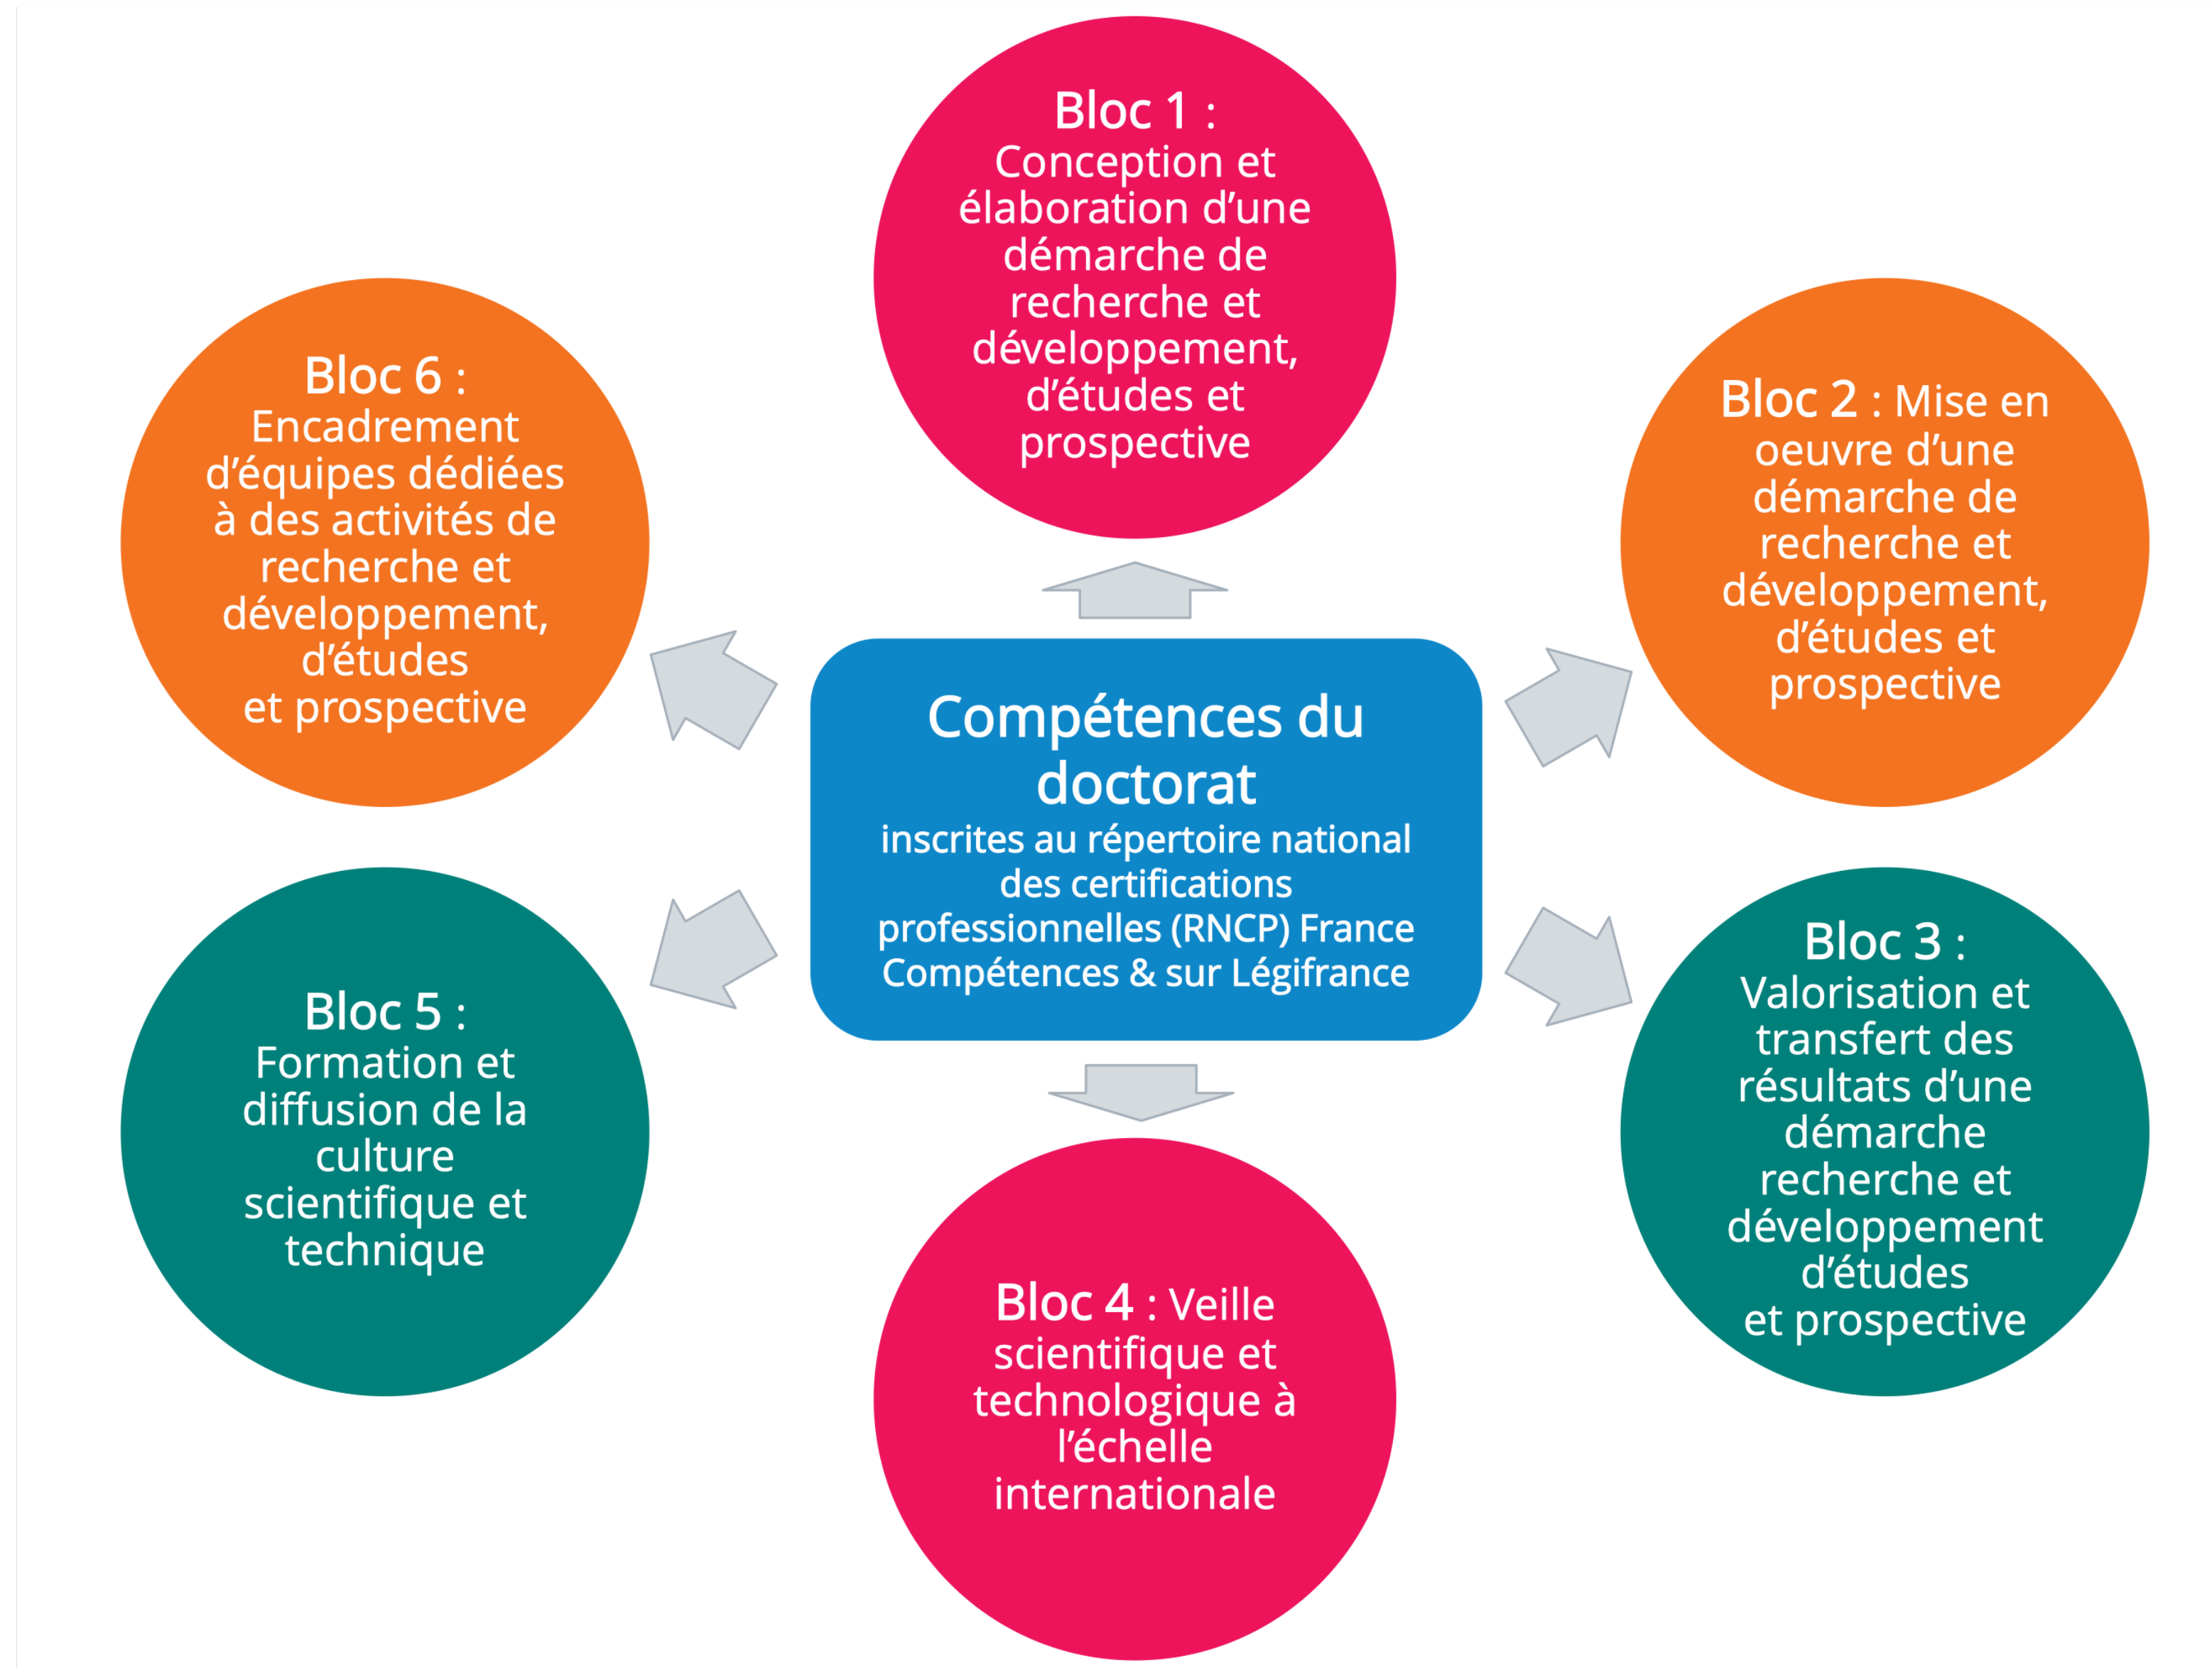 Bloc 1 :
Conception et
élaboration d’une
démarche de
recherche et
développement,
d’études et
prospective
Bloc 2 : Mise en
oeuvre d’une
démarche de
recherche et
développement,
d’études et
prospective
Bloc 3 :
Valorisation et
transfert des
résultats d’une
démarche
recherche et
développement
d’études
et prospective
Bloc 4 : Veille
scientifique et
technologique à
l’échelle
internationale
Bloc 5 :
Formation et
diffusion de la
culture
scientifique et
technique
Bloc 6 :
Encadrement
d’équipes dédiées
à des activités de
recherche et
développement,
d’études
et prospective
Compétences du
doctorat
inscrites au répertoire national
des certifications
professionnelles (RNCP) France
Compétences & sur Légifrance